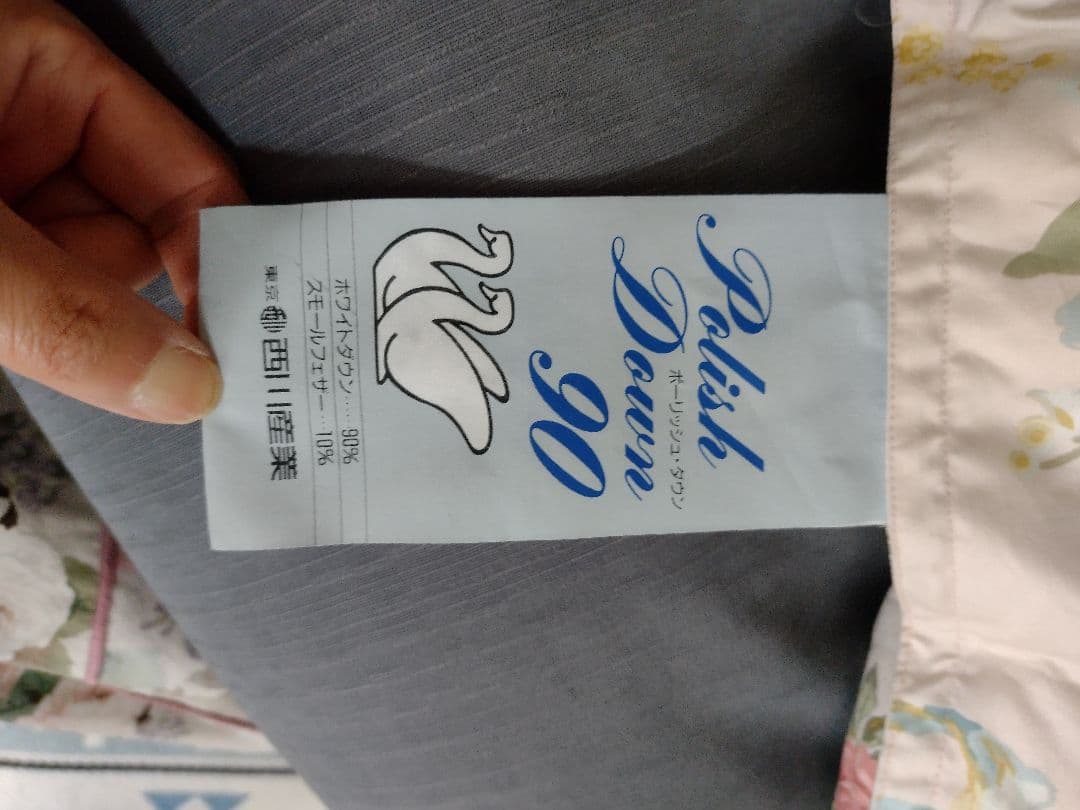 Polish
Down
ポーリッシュ・ダウン
90
ホワイトダウン……90%
スモールフェザー…10%
東京 西川産業